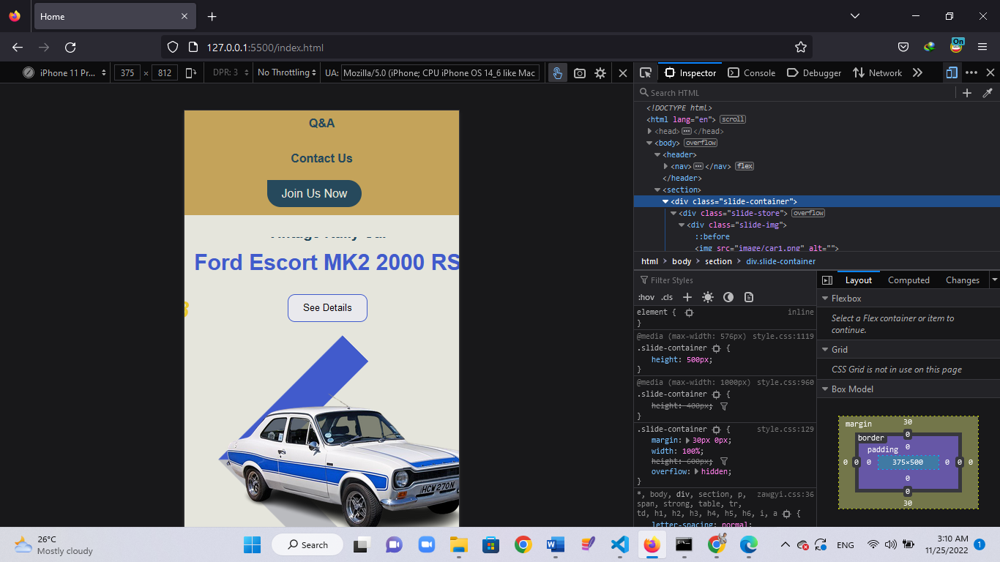 Home
127.0.0.1:5500/index.html
On
iPhone 11 Pr... 375 × 812 DPR: 3 No Throttling UA: Mozilla/5.0 (iPhone; CPU iPhone OS 14_6 like Mac
Inspector Console Debugger Network
Search HTML
<!DOCTYPE html>
<html lang="en"> scroll
<head> ... </head>
<body> overflow
<header>
<nav> ... </nav> flex
</header>
<section>
<div class="slide-container">
<div class="slide-store"> overflow
<div class="slide-img">
::before
<img src="image/car1.png" alt="">
html > body > section > div.slide-container
Filter Styles
:hov .cls
element { inline
}
@media (max-width: 576px) style.css:1119
.slide-container {
height: 500px;
}
@media (max-width: 1000px) style.css:960
.slide-container {
height: 400px;
}
.slide-container { style.css:129
margin: 30px 0px;
width: 100%;
height: 600px;
overflow: hidden;
}
*, body, div, section, p, zawgyi.css:36
span, strong, table, tr,
td, h1, h2, h3, h4, h5, h6, i, a {
letter-spacing: normal;
Layout Computed Changes
Flexbox
Select a Flex container or item to
continue.
Grid
CSS Grid is not in use on this page
Box Model
margin 30
border 0
padding 0
0 0 0 375×500 0 0 0
0
0
30
Q&A
Contact Us
Join Us Now
Vintage Rally Car
Ford Escort MK2 2000 RS
See Details
HCW 270N
26°C
Mostly cloudy
Search
ENG
3:10 AM
11/25/2022
1